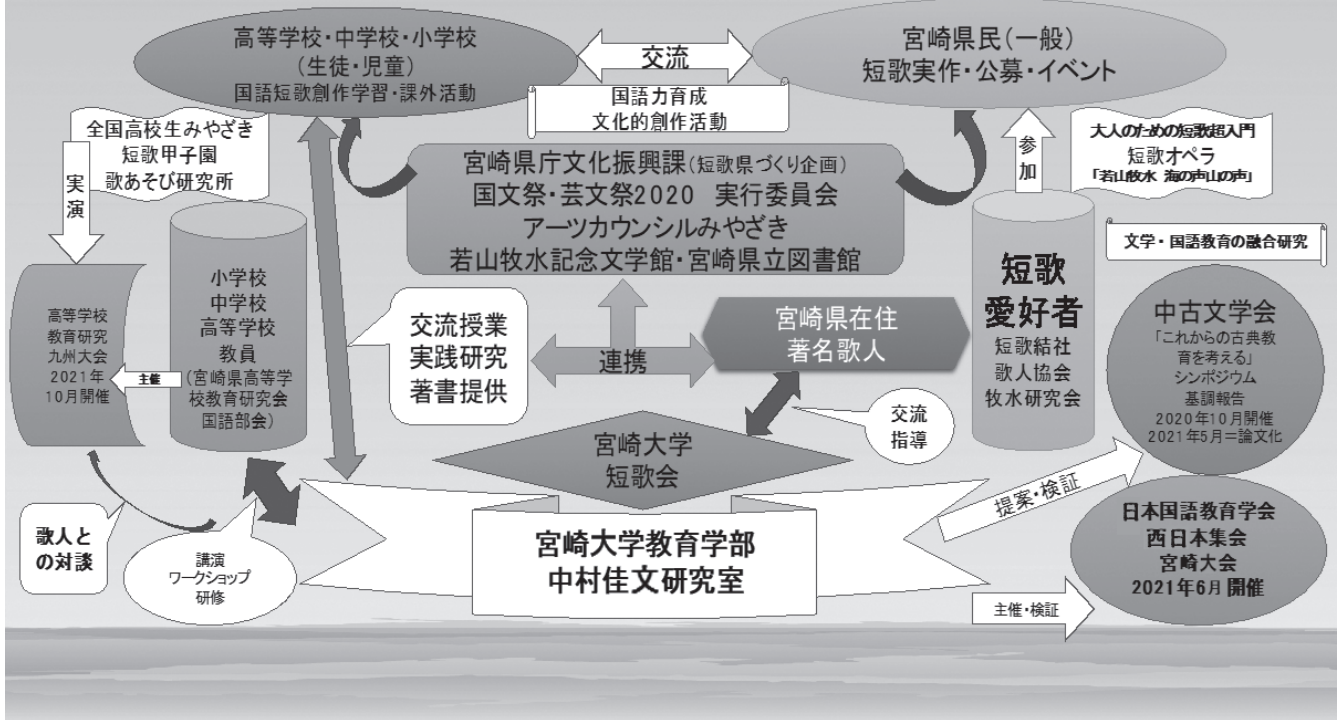 高等学校・中学校・小学校
(生徒・児童)
国語短歌創作学習・課外活動
交流
宮崎県民(一般)
短歌実作・公募・イベント
国語力育成
文化的創作活動
全国高校生みやざき
短歌甲子園
歌あそび研究所
実演
宮崎県庁文化振興課(短歌県づくり企画)
国文祭・芸文祭2020 実行委員会
アーツカウンシルみやざき
若山牧水記念文学館・宮崎県立図書館
参加
大人のための短歌超入門
短歌オペラ
「若山牧水 海の声山の声」
文学・国語教育の融合研究
高等学校
教育研究
九州大会
2021年
10月開催
主催
小学校
中学校
高等学校
教員
(宮崎県高等学
校教育研究会
国語部会)
交流授業
実践研究
著書提供
連携
宮崎県在住
著名歌人
短歌
愛好者
短歌結社
歌人協会
牧水研究会
中古文学会
「これからの古典教
育を考える」
シンポジウム
基調報告
2020年10月開催
2021年5月=論文化
交流
指導
宮崎大学
短歌会
提案・検証
歌人と
の対談
講演
ワークショップ
研修
宮崎大学教育学部
中村佳文研究室
日本国語教育学会
西日本集会
宮崎大会
2021年6月開催
主催・検証